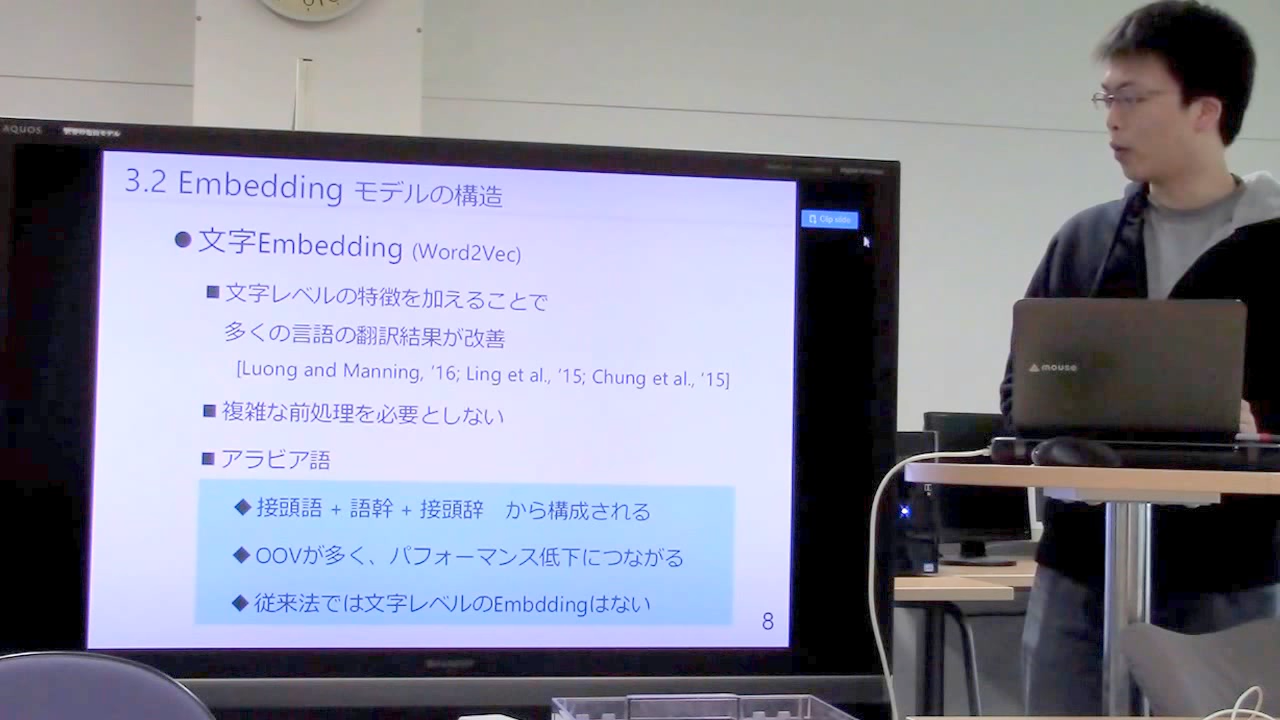 AQUOS
3.2 Embedding モデルの構造
Clip slide
●文字Embedding (Word2Vec)
■文字レベルの特徴を加えることで
多くの言語の翻訳結果が改善
[Luong and Manning, '16; Ling et al., '15; Chung et al., '15]
■複雑な前処理を必要としない
■アラビア語
◆接頭語 + 語幹 + 接頭辞 から構成される
◆OOVが多く、パフォーマンス低下につながる
◆従来法では文字レベルのEmbddingはない
8
SHARP
mouse